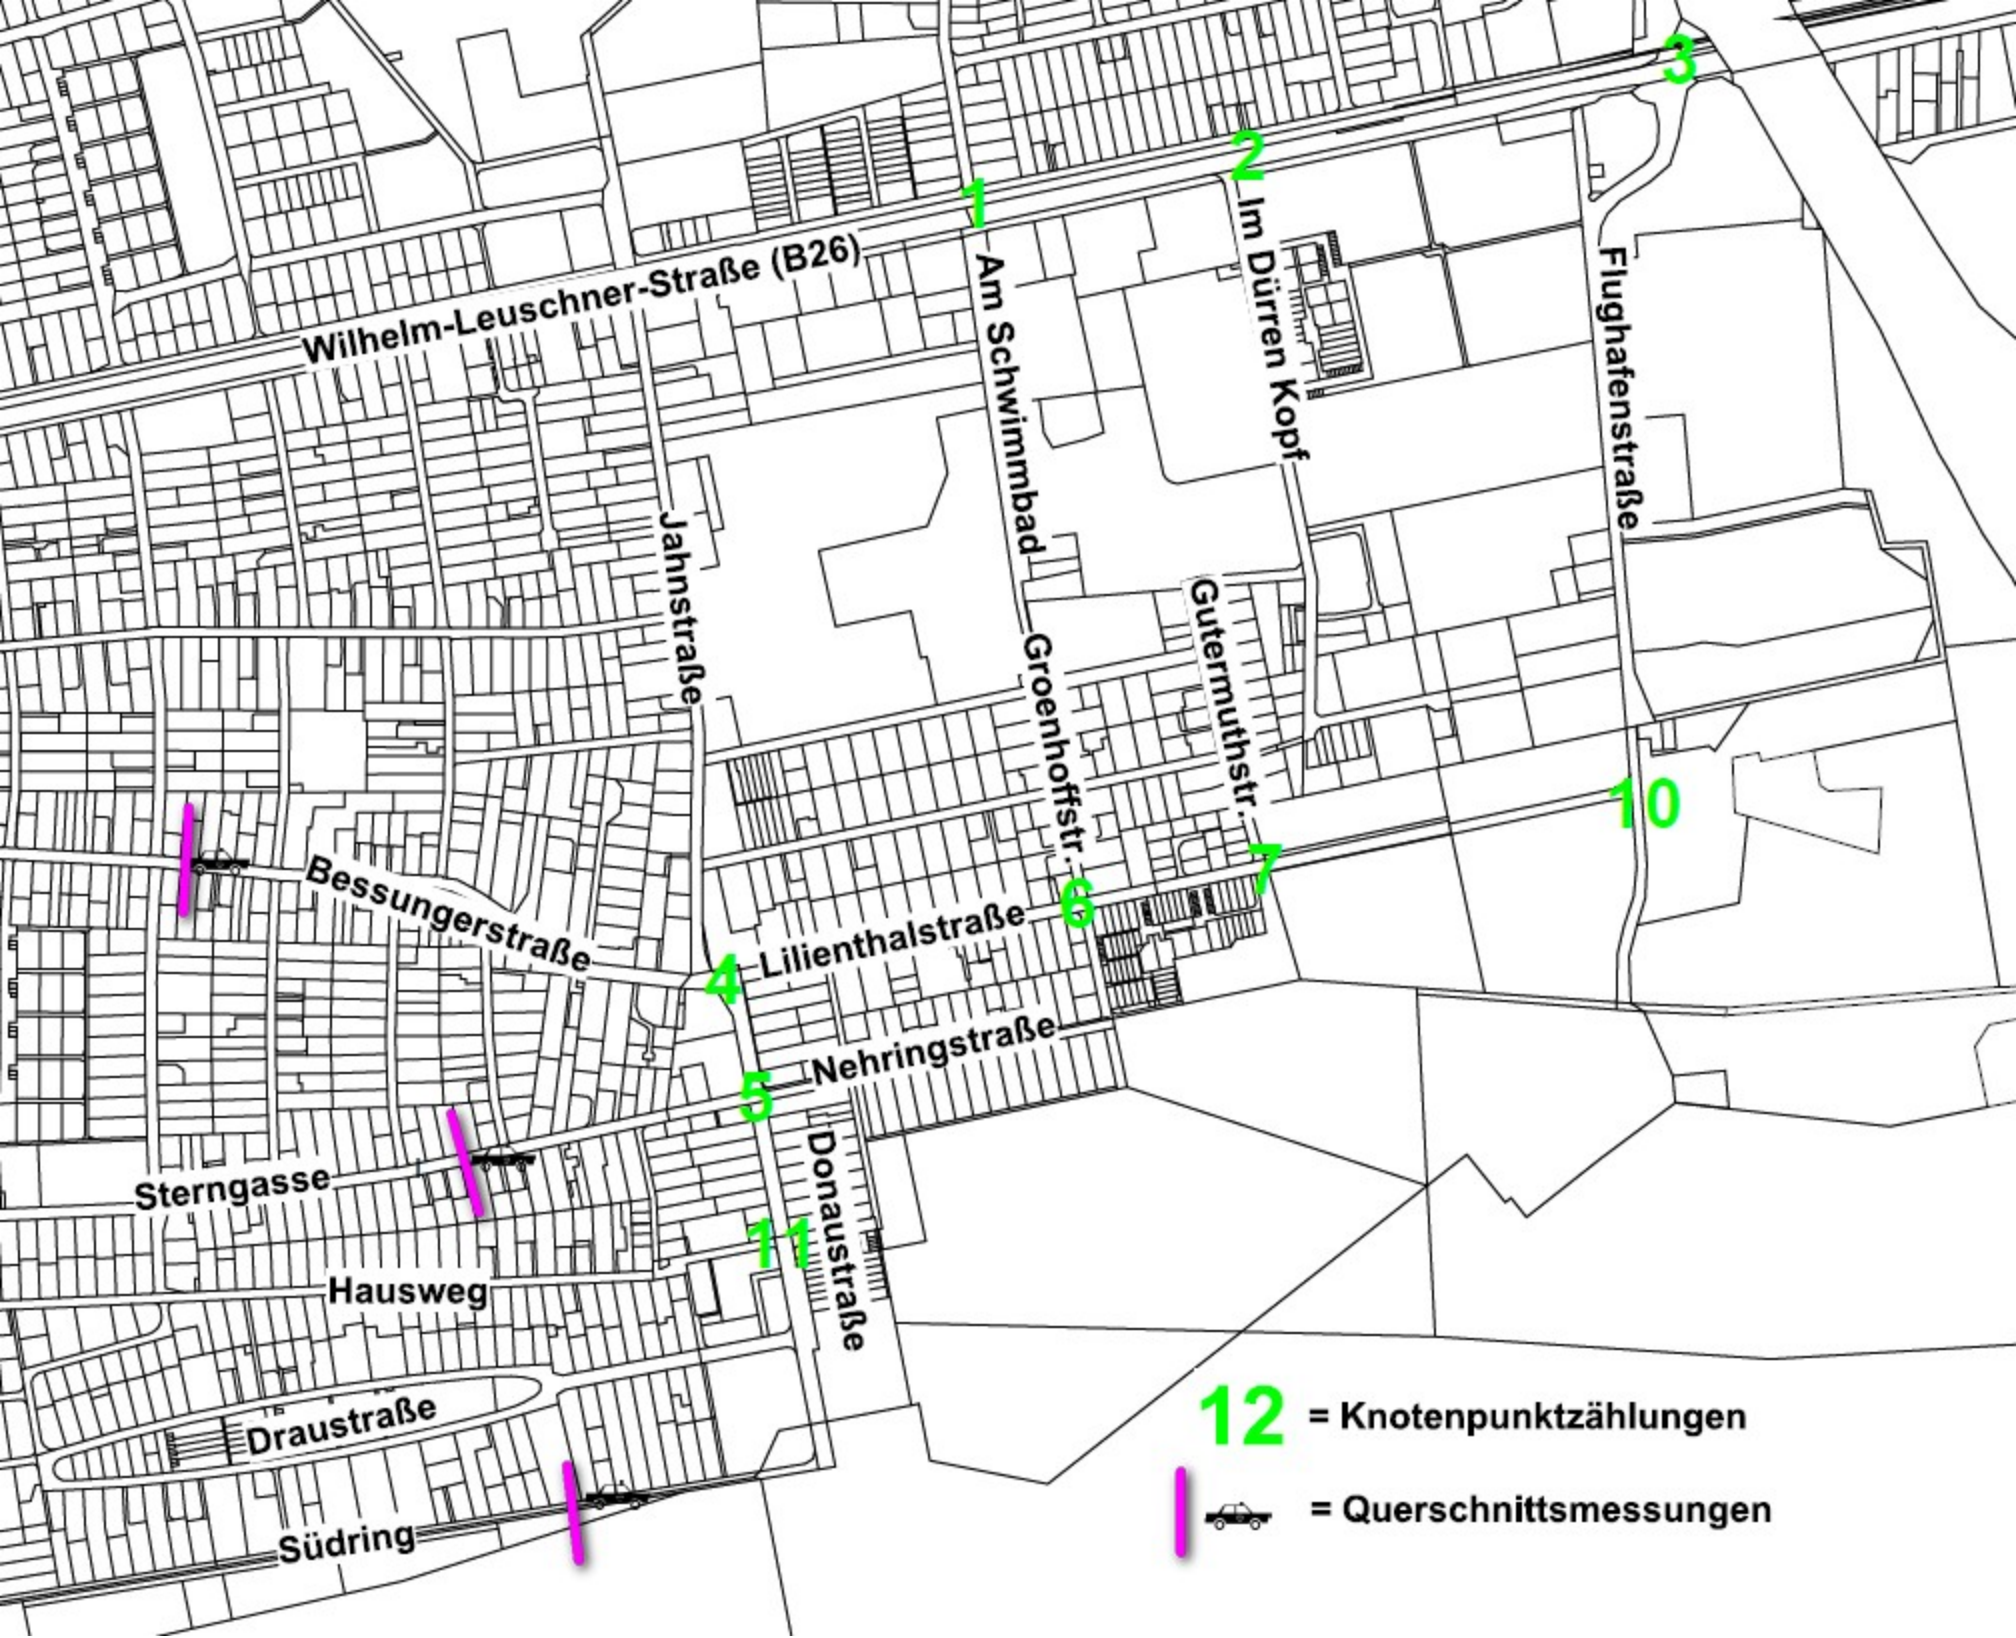 3
2
1
Im Dürren Kopf
Wilhelm-Leuschner-Straße (B26)
Am Schwimmbad
Flughafenstraße
Jahnstraße
Gutermuthstr.
Groenhoffstr.
10
7
6
Bessungerstraße
4
Lilienthalstraße
Nehringstraße
5
Sterngasse
Donaustraße
11
Hausweg
Draustraße
Südring
12 = Knotenpunktzählungen
= Querschnittsmessungen